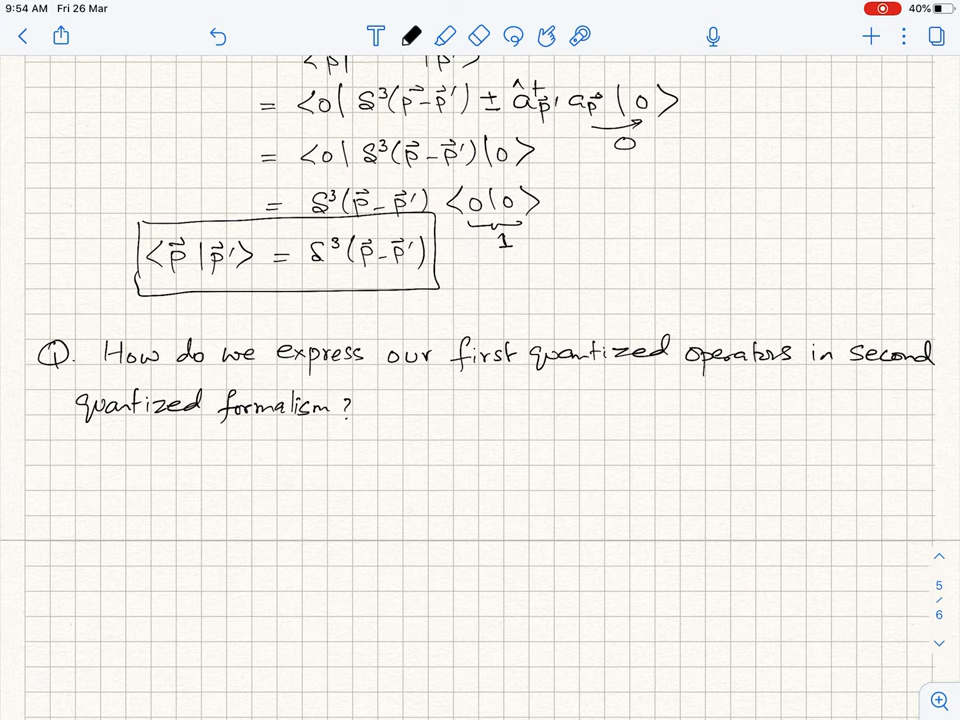 9:54 AM Fri 26 Mar 40%
T
⟨p| |p'⟩
= ⟨0| δ³(p⃗-p⃗') ± â†p⃗' ap⃗ |0⟩
0
= ⟨0| δ³(p⃗-p⃗')|0⟩
= δ³(p⃗-p⃗') ⟨0|0⟩
1
⟨p⃗|p⃗'⟩ = δ³(p⃗-p⃗')
Q. How do we express our first quantized operators in second
quantized formalism?
5
/
6